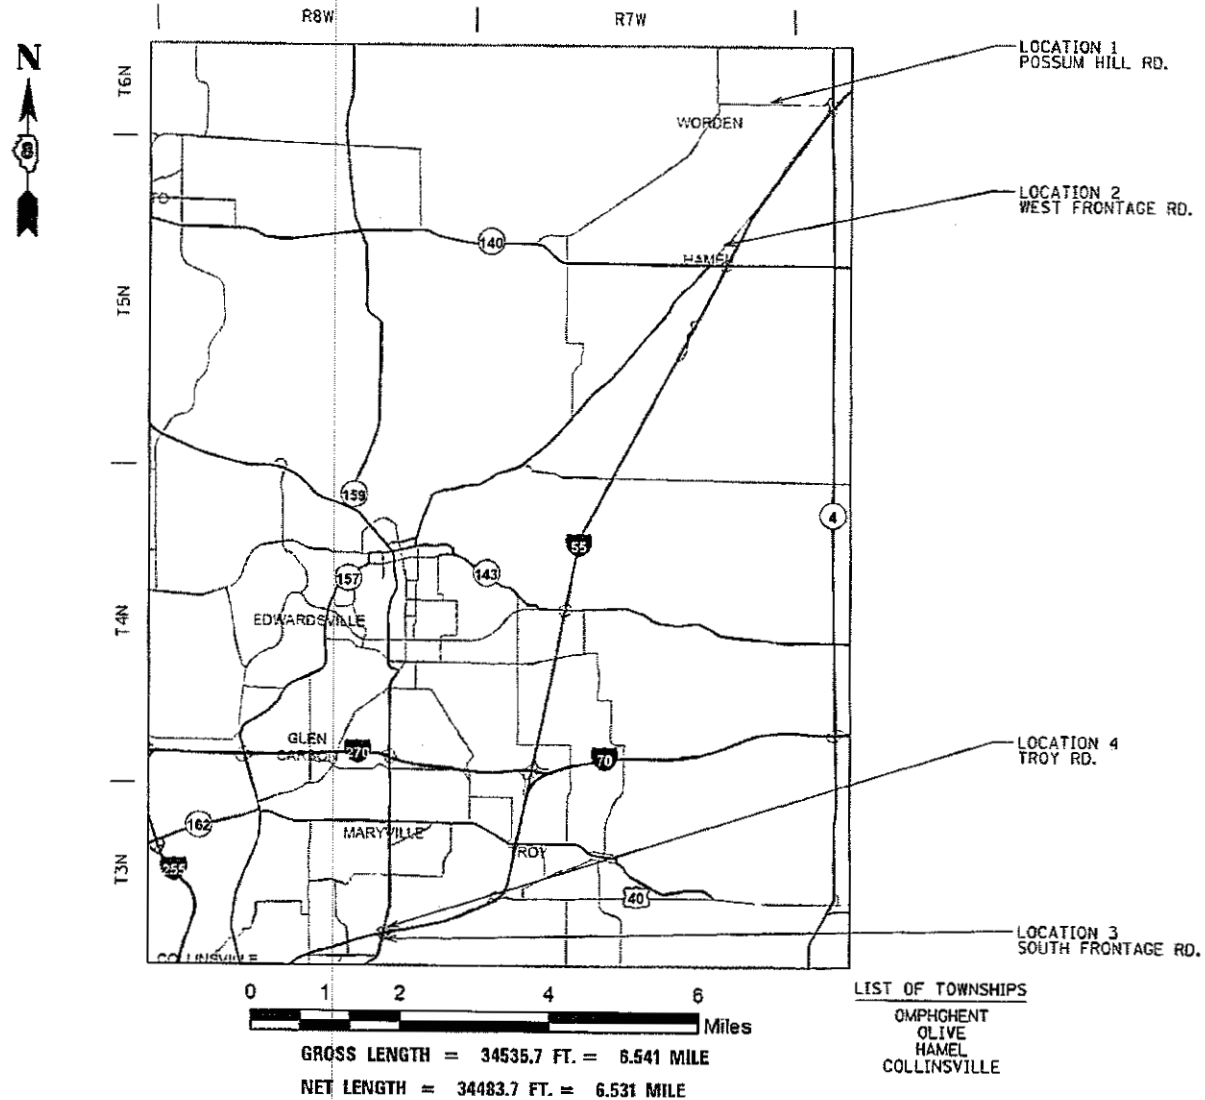 R8W
R7W
N
8
T6N
T5N
T4N
T3N
LOCATION 1
POSSUM HILL RD.
WORDEN
LOCATION 2
WEST FRONTAGE RD.
140
HAMEL
159
4
55
157
143
EDWARDSVILLE
GLEN
CARBON
270
70
LOCATION 4
TROY RD.
162
MARYVILLE
TROY
255
40
COLLINSVILLE
LOCATION 3
SOUTH FRONTAGE RD.
0 1 2 4 6
Miles
LIST OF TOWNSHIPS
OMPHGHENT
OLIVE
HAMEL
COLLINSVILLE
GROSS LENGTH = 34535.7 FT. = 6.541 MILE
NET LENGTH = 34483.7 FT. = 6.531 MILE